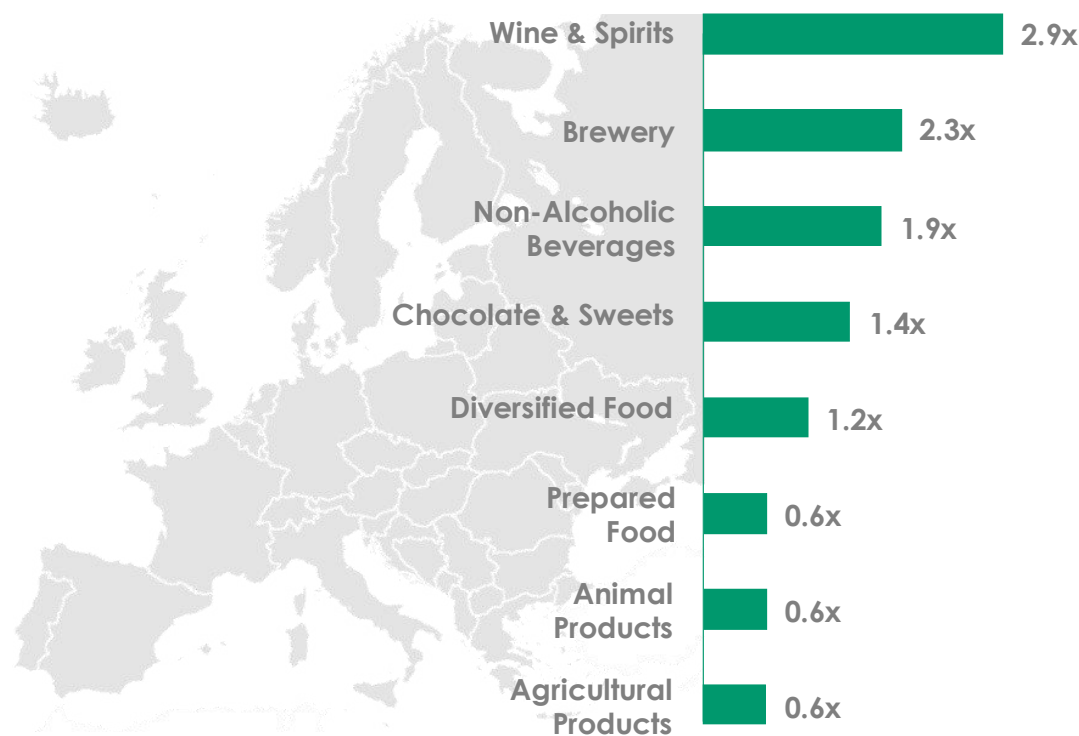 Wine & Spirits 2.9x
Brewery 2.3x
Non-Alcoholic
Beverages 1.9x
Chocolate & Sweets 1.4x
Diversified Food 1.2x
Prepared
Food 0.6x
Animal
Products 0.6x
Agricultural
Products 0.6x